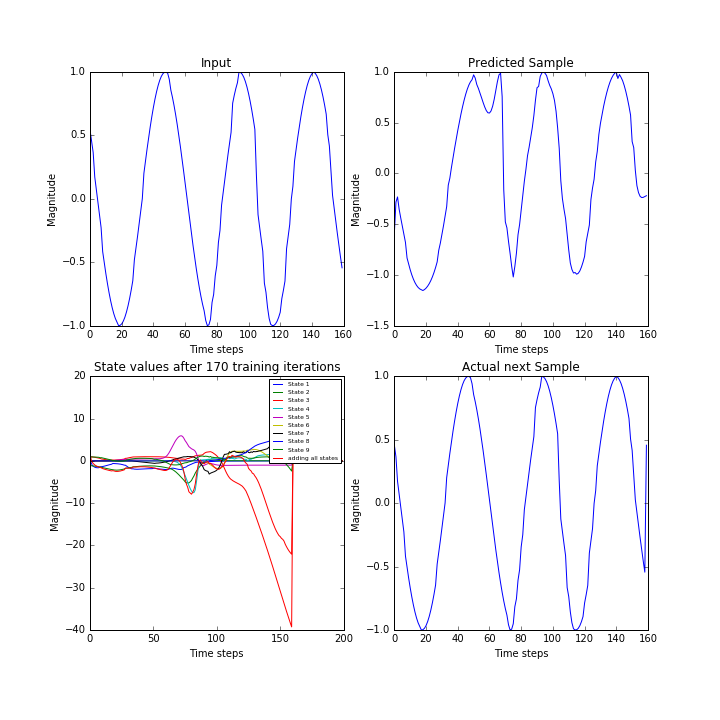 Input
1.0
0.5
0.0
−0.5
−1.0
Magnitude
0 20 40 60 80 100 120 140 160
Time steps
Predicted Sample
1.0
0.5
0.0
−0.5
−1.0
−1.5
Magnitude
0 20 40 60 80 100 120 140 160
Time steps
State values after 170 training iterations
20
10
0
−10
−20
−30
−40
Magnitude
0 50 100 150 200
Time steps
State 1
State 2
State 3
State 4
State 5
State 6
State 7
State 8
State 9
adding all states
Actual next Sample
1.0
0.5
0.0
−0.5
−1.0
Magnitude
0 20 40 60 80 100 120 140 160
Time steps